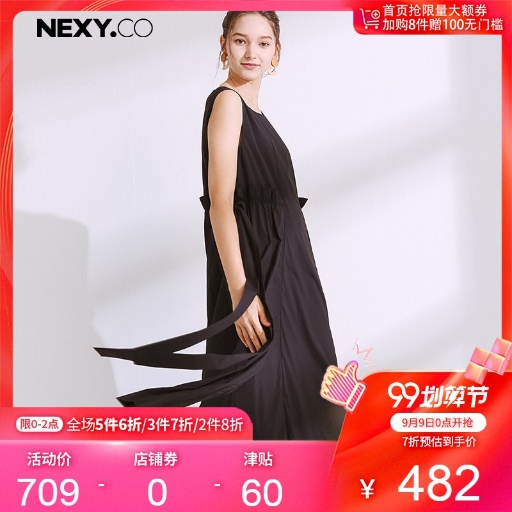 NEXY.CO
首页抢限量大额券
加购8件赠100无门槛
99划算节
限0-2点 全场5件6折/3件7折/2件8折
9月9日0点开抢
7折预估到手价
活动价 店铺券 津贴
709 - 0 - 60
¥ 482